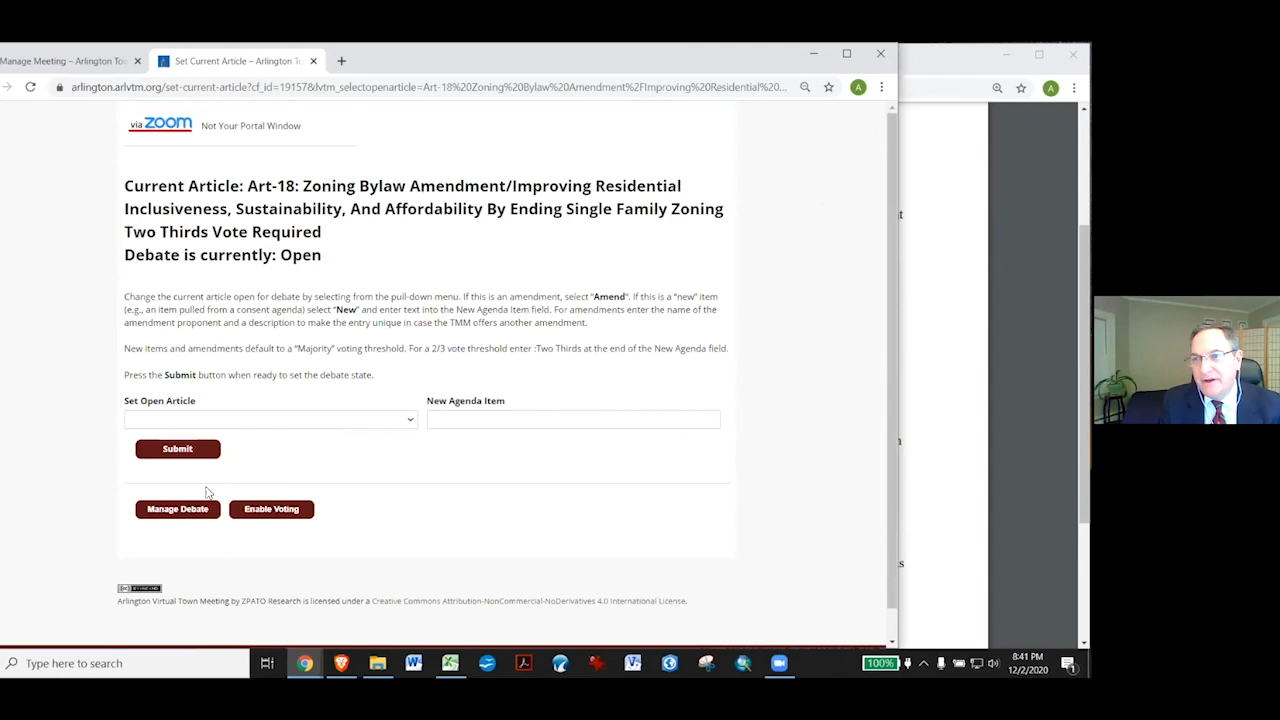 Manage Meeting – Arlington To
Set Current Article – Arlington To
arlington.arlvtm.org/set-current-article?cf_id=19157&lvtm_selectopenarticle=Art-18%20Zoning%20Bylaw%20Amendment%2FImproving%20Residential%20...
A
A
via zoom
Not Your Portal Window
Current Article: Art-18: Zoning Bylaw Amendment/Improving Residential
Inclusiveness, Sustainability, And Affordability By Ending Single Family Zoning
Two Thirds Vote Required
Debate is currently: Open
Change the current article open for debate by selecting from the pull-down menu. If this is an amendment, select "Amend". If this is a "new" item
(e.g., an item pulled from a consent agenda) select "New" and enter text into the New Agenda Item field. For amendments enter the name of the
amendment proponent and a description to make the entry unique in case the TMM offers another amendment.
New items and amendments default to a "Majority" voting threshold. For a 2/3 vote threshold enter :Two Thirds at the end of the New Agenda field.
Press the Submit button when ready to set the debate state.
Set Open Article
New Agenda Item
Submit
Manage Debate
Enable Voting
Arlington Virtual Town Meeting by ZPATO Research is licensed under a Creative Commons Attribution-NonCommercial-NoDerivatives 4.0 International License.
Type here to search
100%
8:41 PM
12/2/2020
1